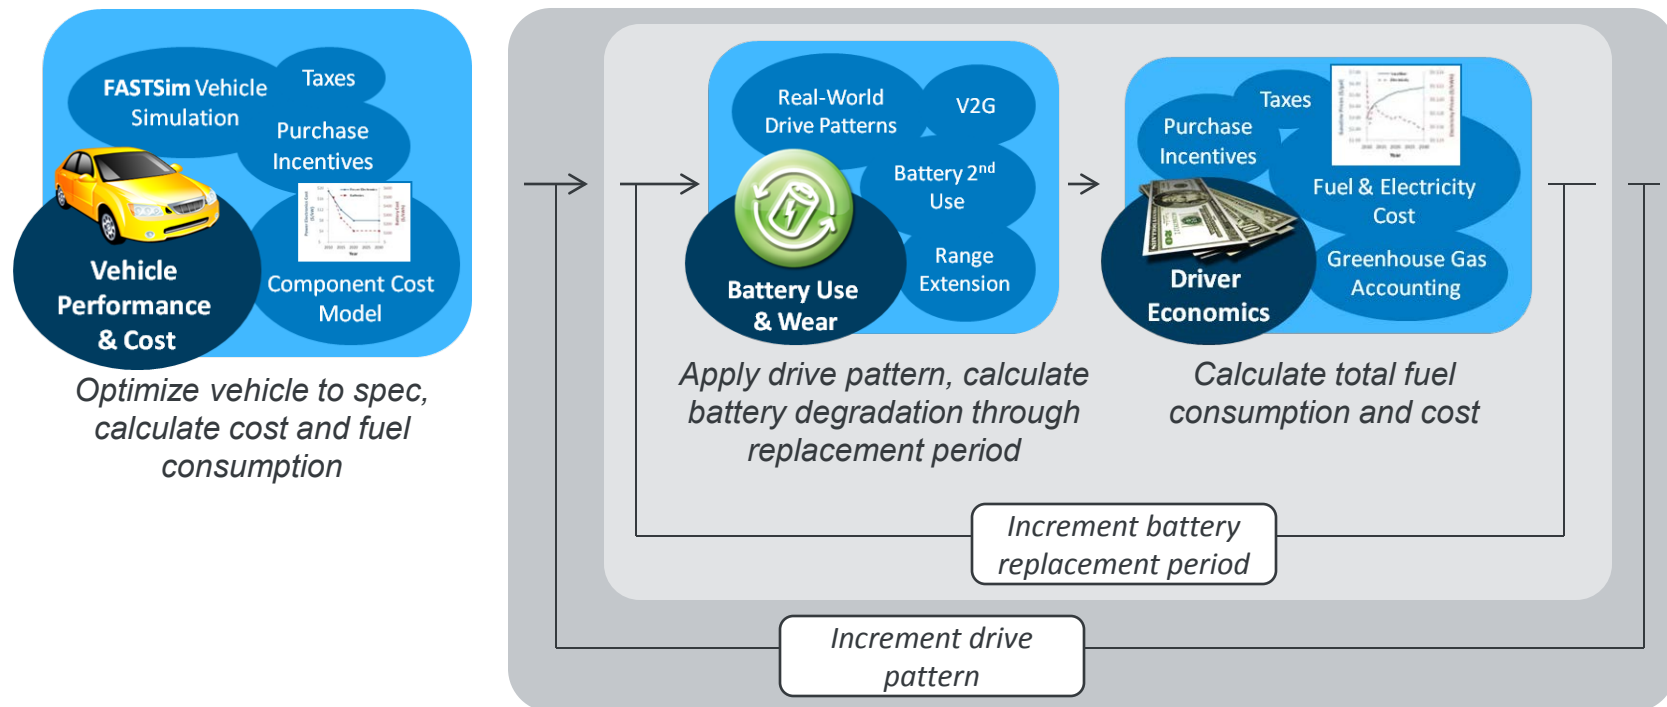 FASTSim Vehicle
Simulation
Taxes
Purchase
Incentives
Vehicle
Performance
& Cost
Component Cost
Model
Year
Optimize vehicle to spec,
calculate cost and fuel
consumption
Real-World
Drive Patterns
V2G
Battery 2nd
Use
Range
Extension
Battery Use
& Wear
Apply drive pattern, calculate
battery degradation through
replacement period
Taxes
Purchase
Incentives
Year
Fuel & Electricity
Cost
Greenhouse Gas
Accounting
Driver
Economics
Calculate total fuel
consumption and cost
Increment battery
replacement period
Increment drive
pattern